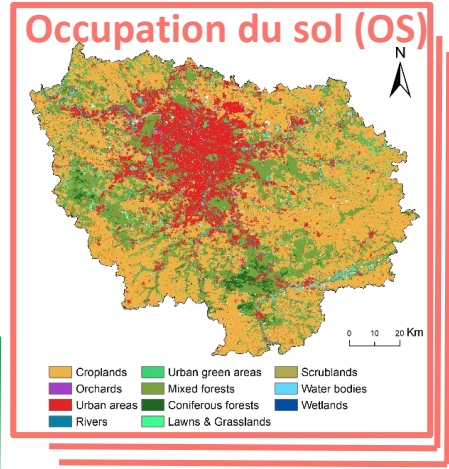 Occupation du sol (OS)
N
0 10 20 Km
Croplands Urban green areas Scrublands
Orchards Mixed forests Water bodies
Urban areas Coniferous forests Wetlands
Rivers Lawns & Grasslands